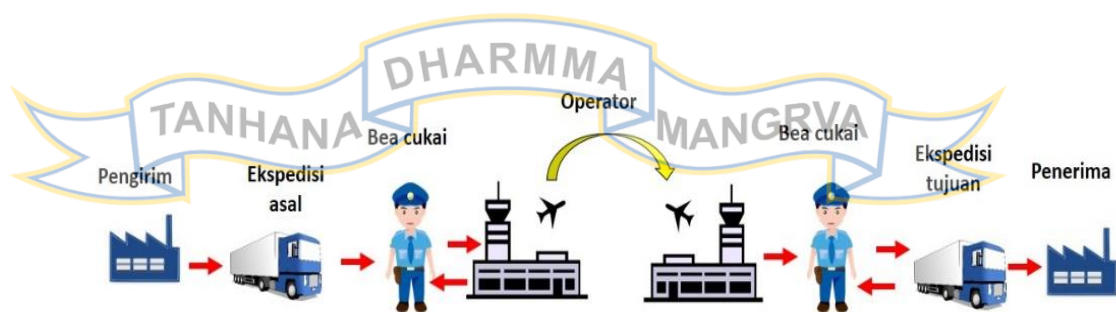 TANHANA DHARMMA MANGRVA
Pengirim
Ekspedisi
asal
Bea cukai
Operator
Bea cukai
Ekspedisi
tujuan
Penerima